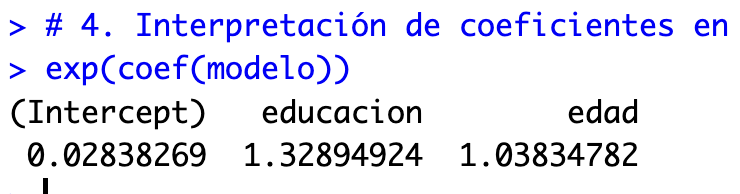 > # 4. Interpretación de coeficientes en
> exp(coef(modelo))
(Intercept) educacion edad
0.02838269 1.32894924 1.03834782